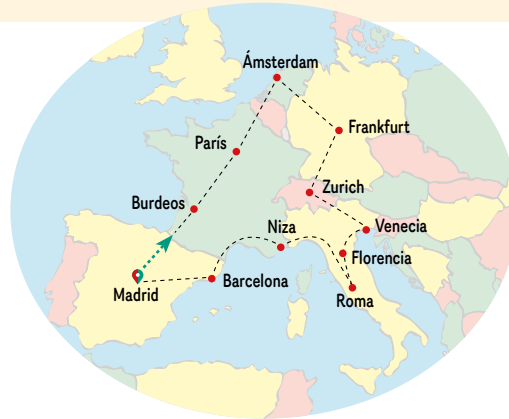 Ámsterdam
Frankfurt
París
Zurich
Burdeos
Venecia
Niza
Florencia
Barcelona
Madrid
Roma